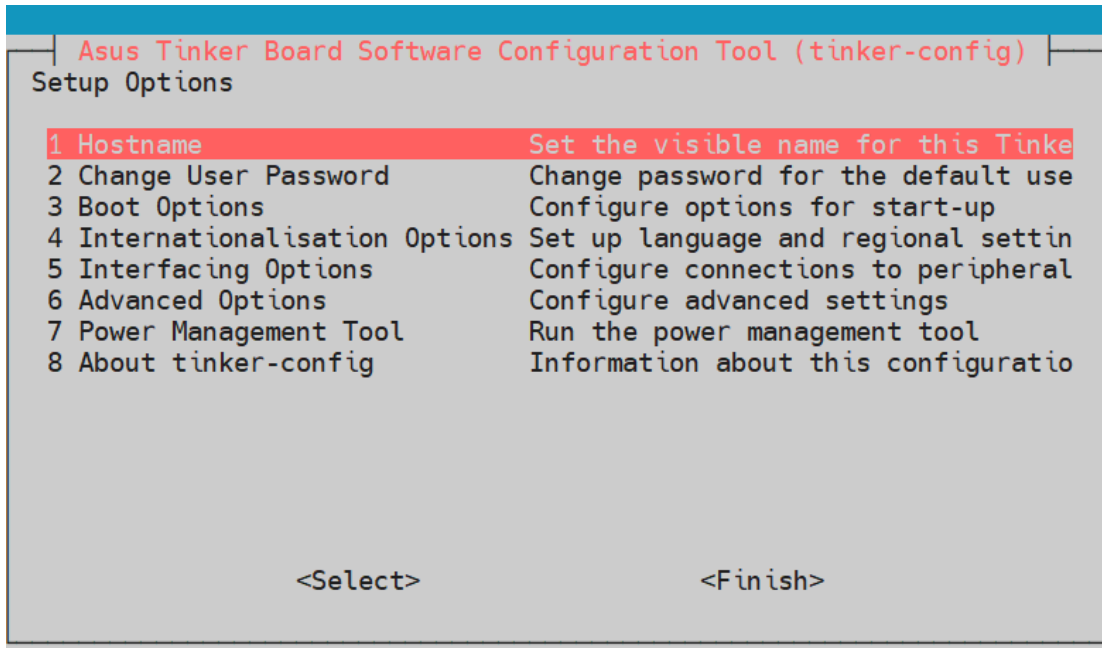 Asus Tinker Board Software Configuration Tool (tinker-config)
Setup Options
1 Hostname Set the visible name for this Tinke
2 Change User Password Change password for the default use
3 Boot Options Configure options for start-up
4 Internationalisation Options Set up language and regional settin
5 Interfacing Options Configure connections to peripheral
6 Advanced Options Configure advanced settings
7 Power Management Tool Run the power management tool
8 About tinker-config Information about this configuratio
<Select> <Finish>